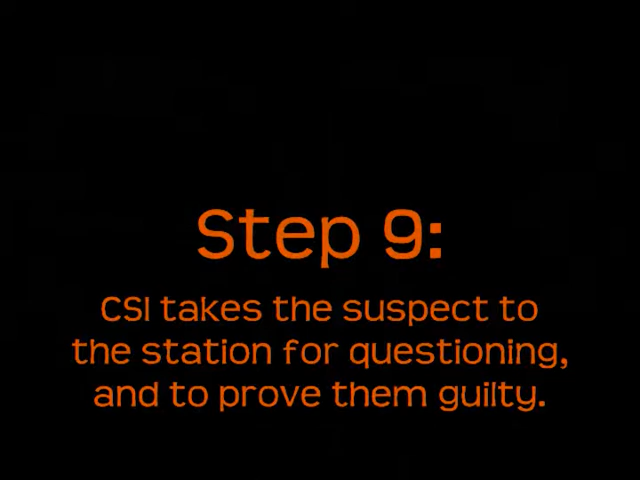 Step 9:
CSI takes the suspect to
the station for questioning,
and to prove them guilty.